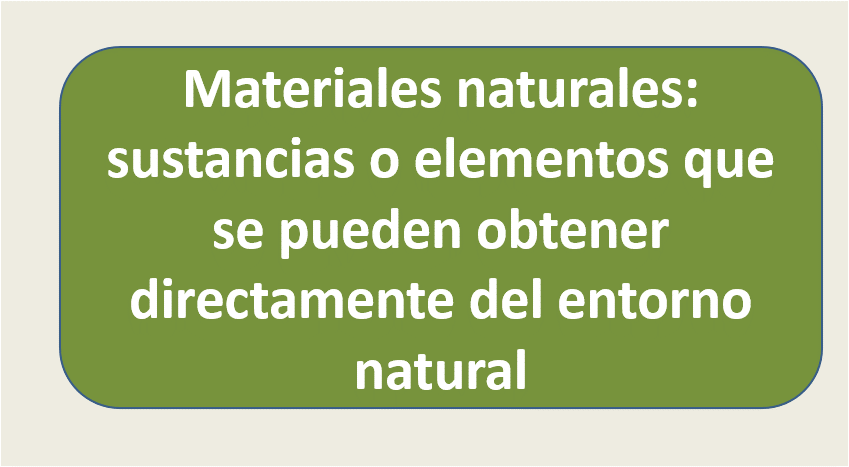 Materiales naturales:
sustancias o elementos que
se pueden obtener
directamente del entorno
natural